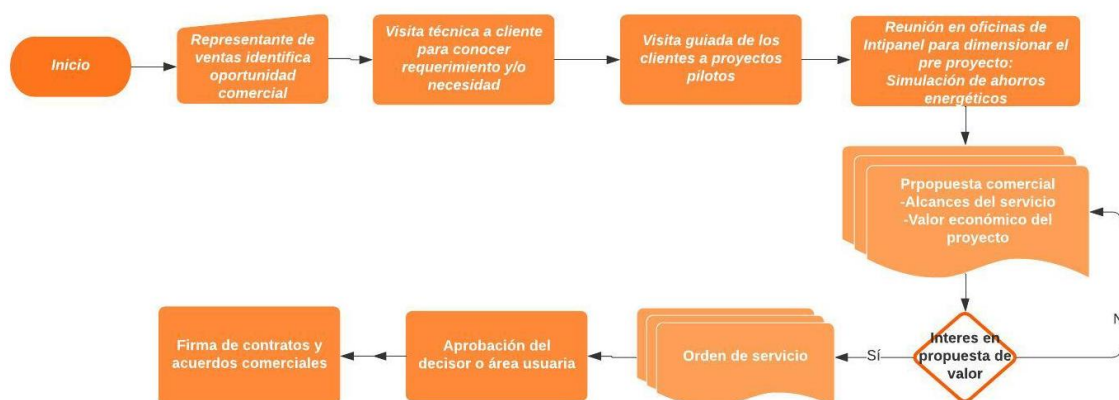 Inicio
Representante de
ventas identifica
oportunidad
comercial
Visita técnica a cliente
para conocer
requerimiento y/o
necesidad
Visita guiada de los
clientes a proyectos
pilotos
Reunión en oficinas de
Intipanel para dimensionar el
pre proyecto:
Simulación de ahorros
energéticos
Prpopuesta comercial
-Alcances del servicio
-Valor económico del
proyecto
Interes en
propuesta de
valor
N
Sí
Orden de servicio
Aprobación del
decisor o área usuaria
Firma de contratos y
acuerdos comerciales